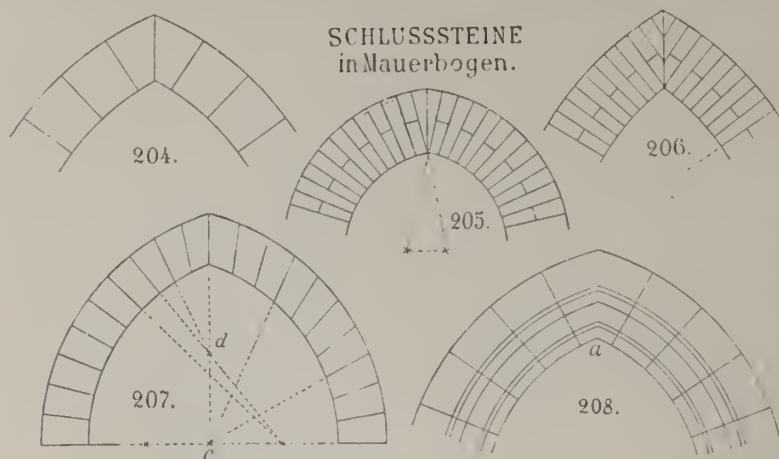 SCHLUSSSTEINE
in Mauerbogen.
204.
205.
206.
207.
d
c
208.
a